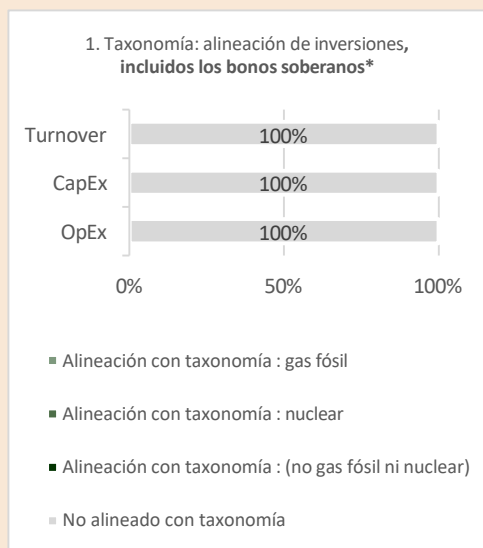 1. Taxonomía: alineación de inversiones,
incluidos los bonos soberanos*
Turnover
100%
CapEx
100%
OpEx
100%
0%
50%
100%
Alineación con taxonomía : gas fósil
Alineación con taxonomía : nuclear
Alineación con taxonomía : (no gas fósil ni nuclear)
No alineado con taxonomía